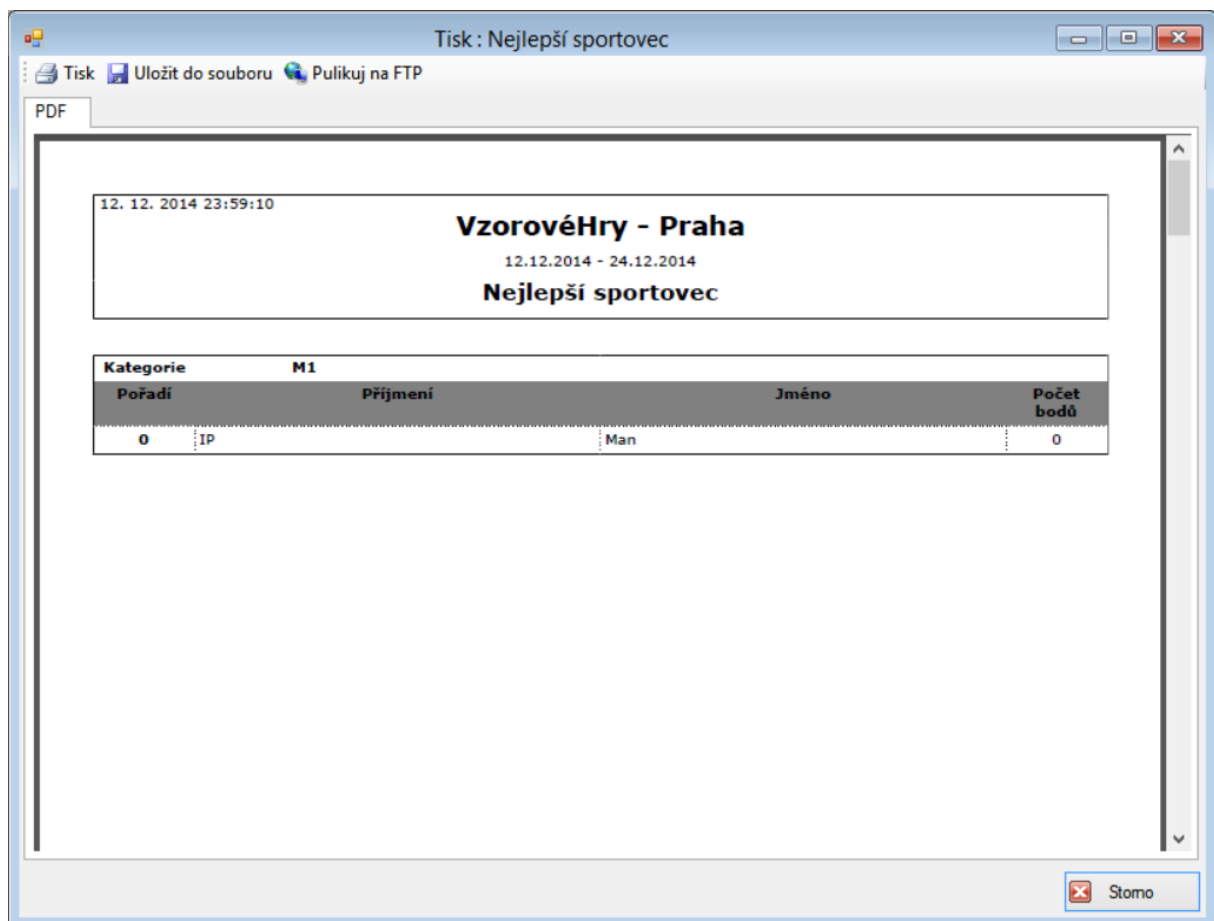 Tisk : Nejlepší sportovec
Tisk Uložit do souboru Pulikuj na FTP
PDF
12. 12. 2014 23:59:10
VzorovéHry - Praha
12.12.2014 - 24.12.2014
Nejlepší sportovec
Kategorie M1
Pořadí Příjmení Jméno Počet bodů
0 IP Man 0
Storno